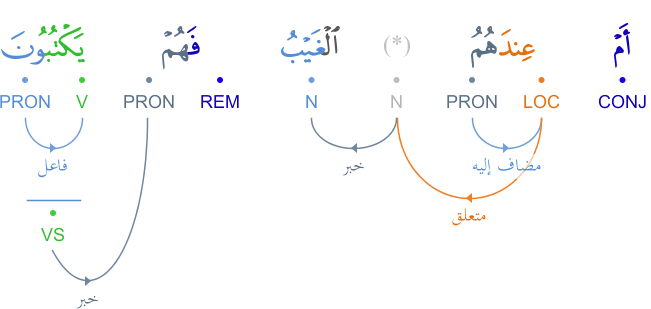 أَمْ عِندَهُمُ (*) ٱلْغَيْبُ فَهُمْ يَكْتُبُونَ
CONJ LOC PRON N N REM PRON V PRON
مضاف إليه خبر فاعل
متعلق
VS
خبر